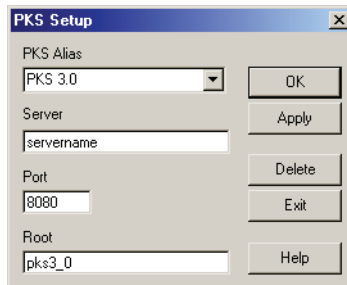 PKS Setup
PKS Alias
PKS 3.0
OK
Server
Apply
servername
Port
Delete
8080
Exit
Root
pks3_0
Help